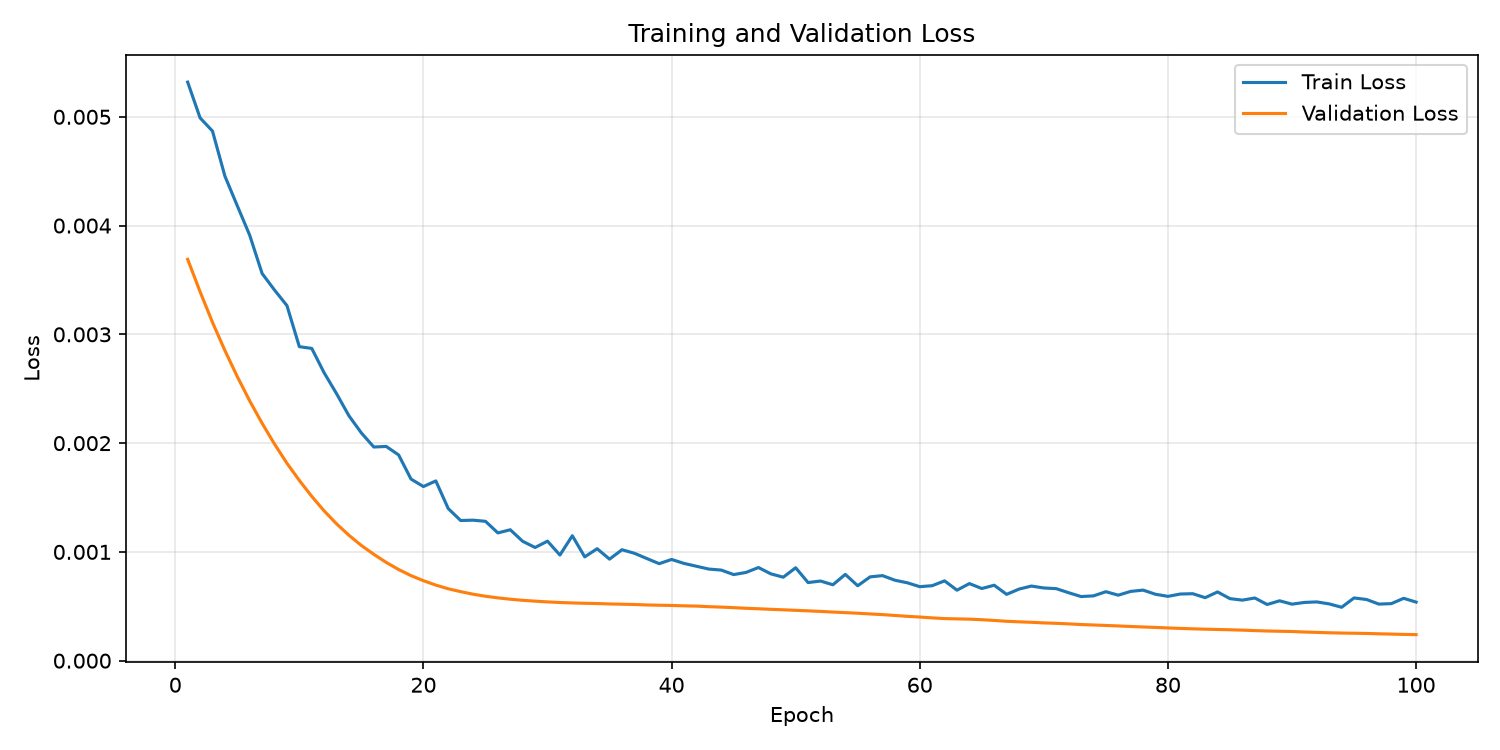 Training and Validation Loss
Train Loss
Validation Loss
0.005
0.004
0.003
0.002
0.001
0.000
Loss
0 20 40 60 80 100
Epoch